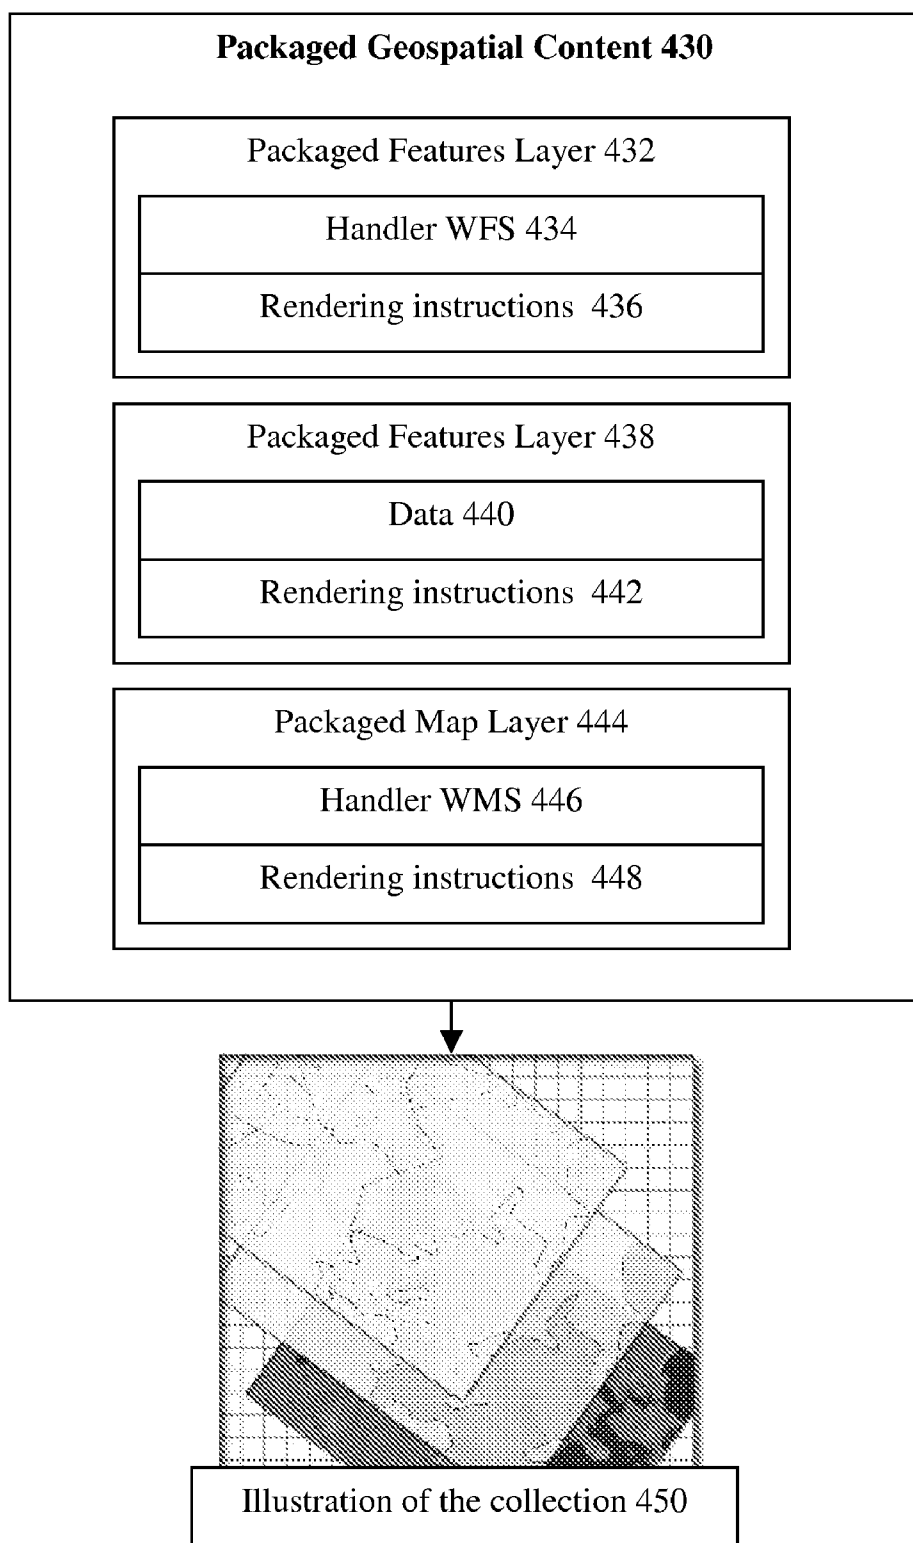 Packaged Geospatial Content 430
Packaged Features Layer 432
Handler WFS 434
Rendering instructions 436
Packaged Features Layer 438
Data 440
Rendering instructions 442
Packaged Map Layer 444
Handler WMS 446
Rendering instructions 448
Illustration of the collection 450